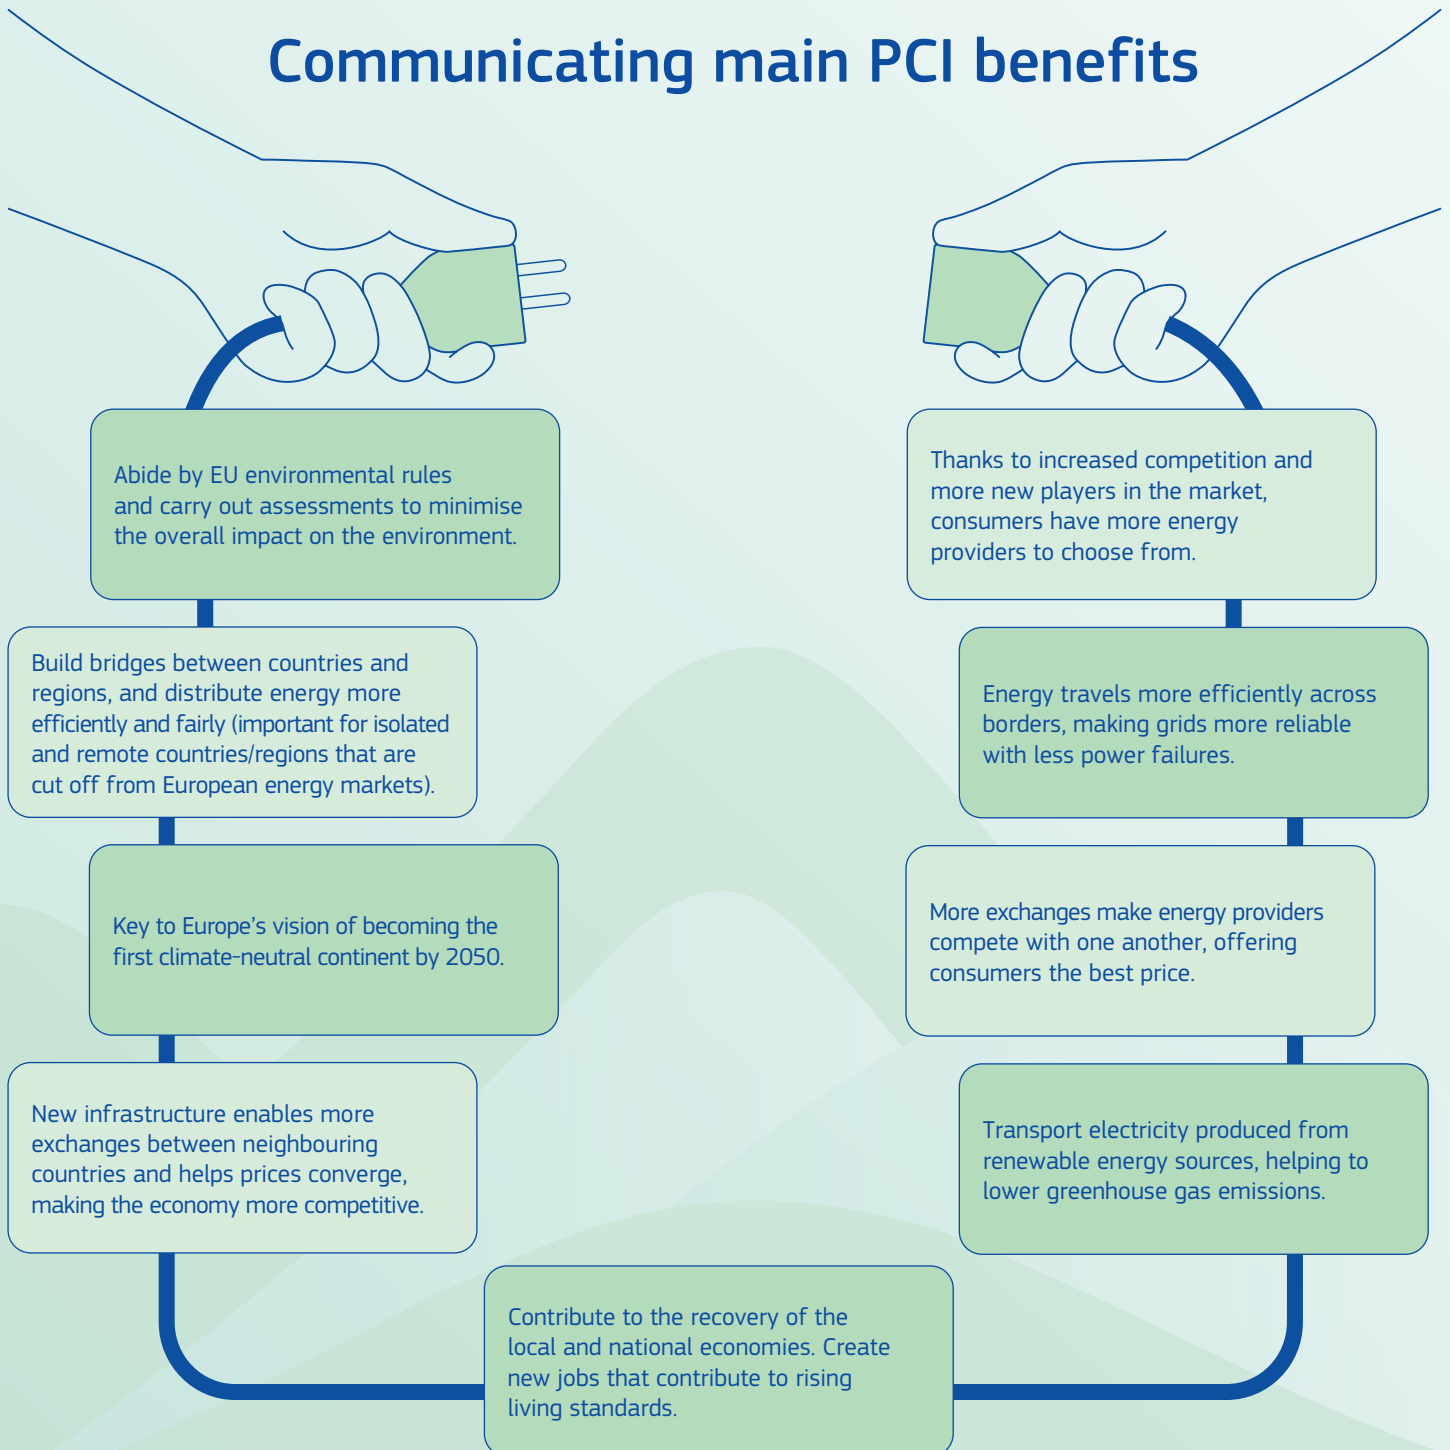 Communicating main PCI benefits
Abide by EU environmental rules
and carry out assessments to minimise
the overall impact on the environment.
Build bridges between countries and
regions, and distribute energy more
efficiently and fairly (important for isolated
and remote countries/regions that are
cut off from European energy markets).
Key to Europe’s vision of becoming the
first climate-neutral continent by 2050.
New infrastructure enables more
exchanges between neighbouring
countries and helps prices converge,
making the economy more competitive.
Contribute to the recovery of the
local and national economies. Create
new jobs that contribute to rising
living standards.
Thanks to increased competition and
more new players in the market,
consumers have more energy
providers to choose from.
Energy travels more efficiently across
borders, making grids more reliable
with less power failures.
More exchanges make energy providers
compete with one another, offering
consumers the best price.
Transport electricity produced from
renewable energy sources, helping to
lower greenhouse gas emissions.